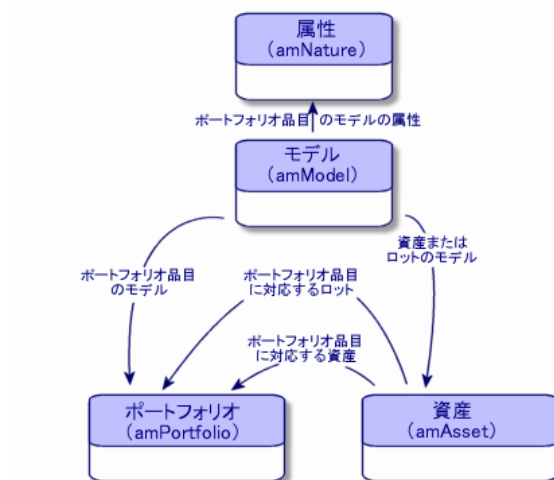 属性
(amNature)
ポートフォリオ品目 のモデルの属性
モデル
(amModel)
資産または
ロットのモデル
ポートフォリオ品目
のモデル
ポートフォリオ品目
に対応するロット
ポートフォリオ品目
に対応する資産
ポートフォリオ
(amPortfolio)
資産
(amAsset)